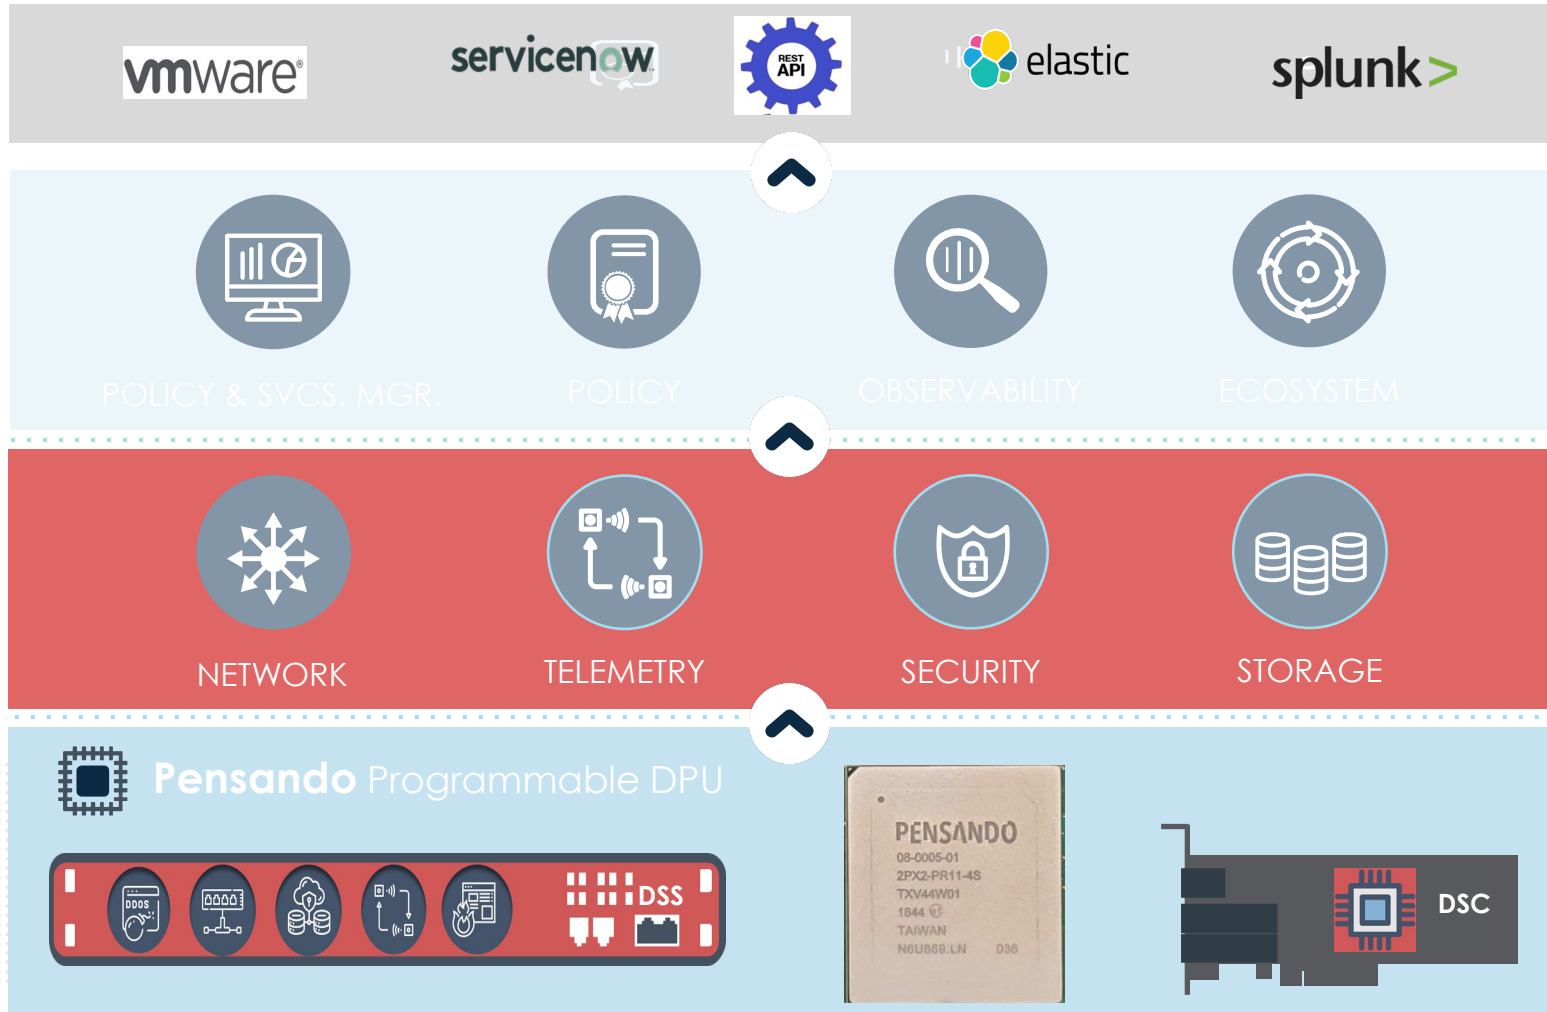 vmware®
servicenow
REST
API
elastic
splunk>
POLICY & SVCS. MGR.
POLICY
OBSERVABILITY
ECOSYSTEM
NETWORK
TELEMETRY
SECURITY
STORAGE
Pensando Programmable DPU
DDOS
DSS
PENSANDO
08-0005-01
2PX2-PR11-4S
TXV44W01
1844 e1
TAIWAN
N6U869.LN 036
DSC